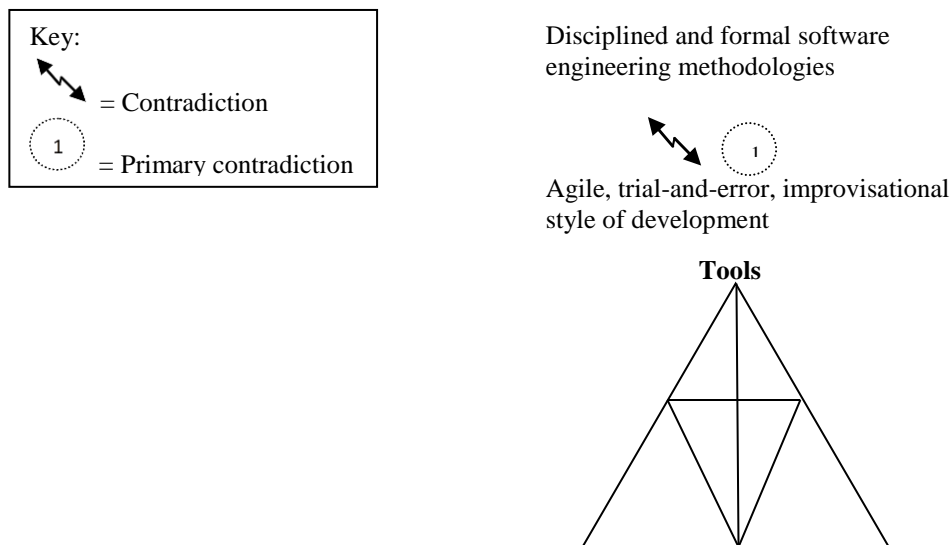 Key:
= Contradiction
1
= Primary contradiction
Disciplined and formal software
engineering methodologies
1
Agile, trial-and-error, improvisational
style of development
Tools